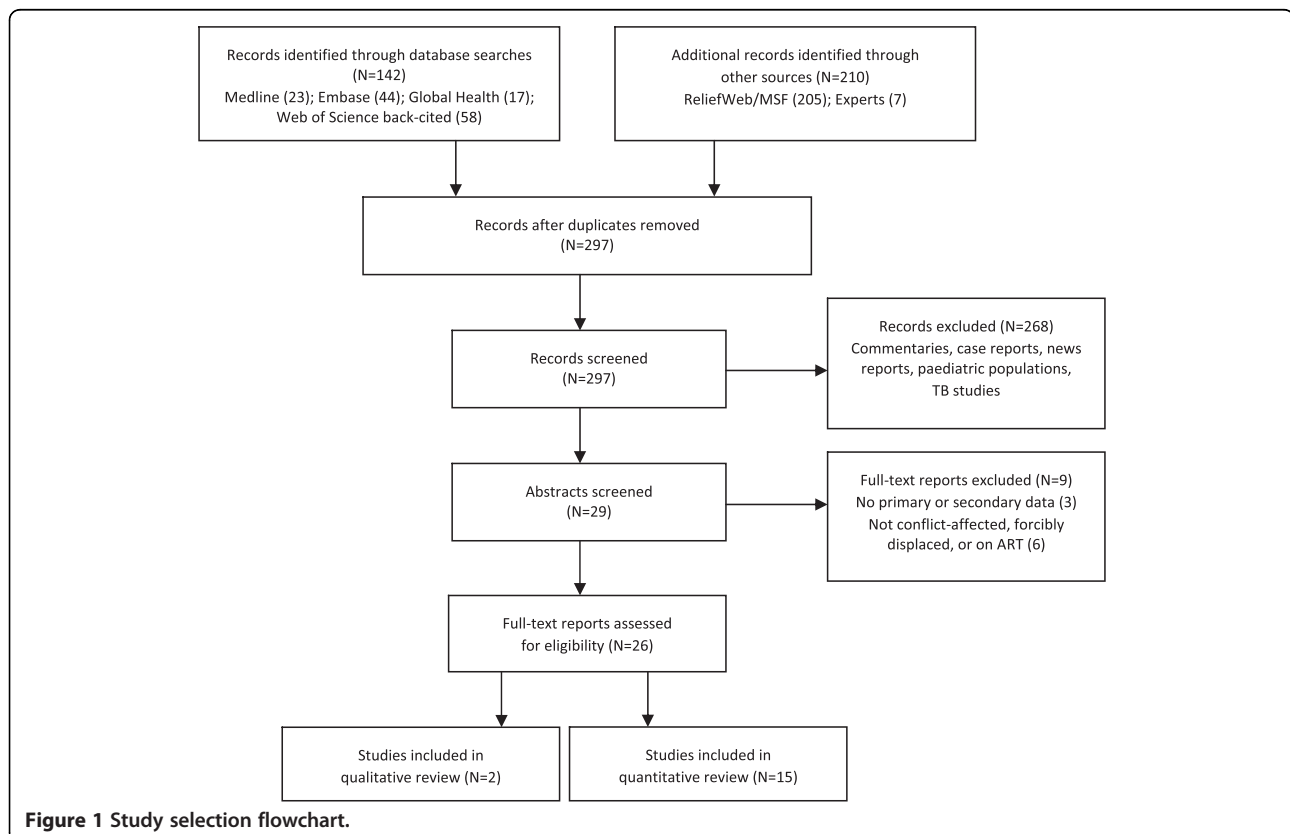 Records identified through database searches
(N=142)
Medline (23); Embase (44); Global Health (17);
Web of Science back-cited (58)
Additional records identified through
other sources (N=210)
ReliefWeb/MSF (205); Experts (7)
Records after duplicates removed
(N=297)
Records screened
(N=297)
Records excluded (N=268)
Commentaries, case reports, news
reports, paediatric populations,
TB studies
Abstracts screened
(N=29)
Full-text reports excluded (N=9)
No primary or secondary data (3)
Not conflict-affected, forcibly
displaced, or on ART (6)
Full-text reports assessed
for eligibility (N=26)
Studies included in
qualitative review (N=2)
Studies included in
quantitative review (N=15)
Figure 1 Study selection flowchart.